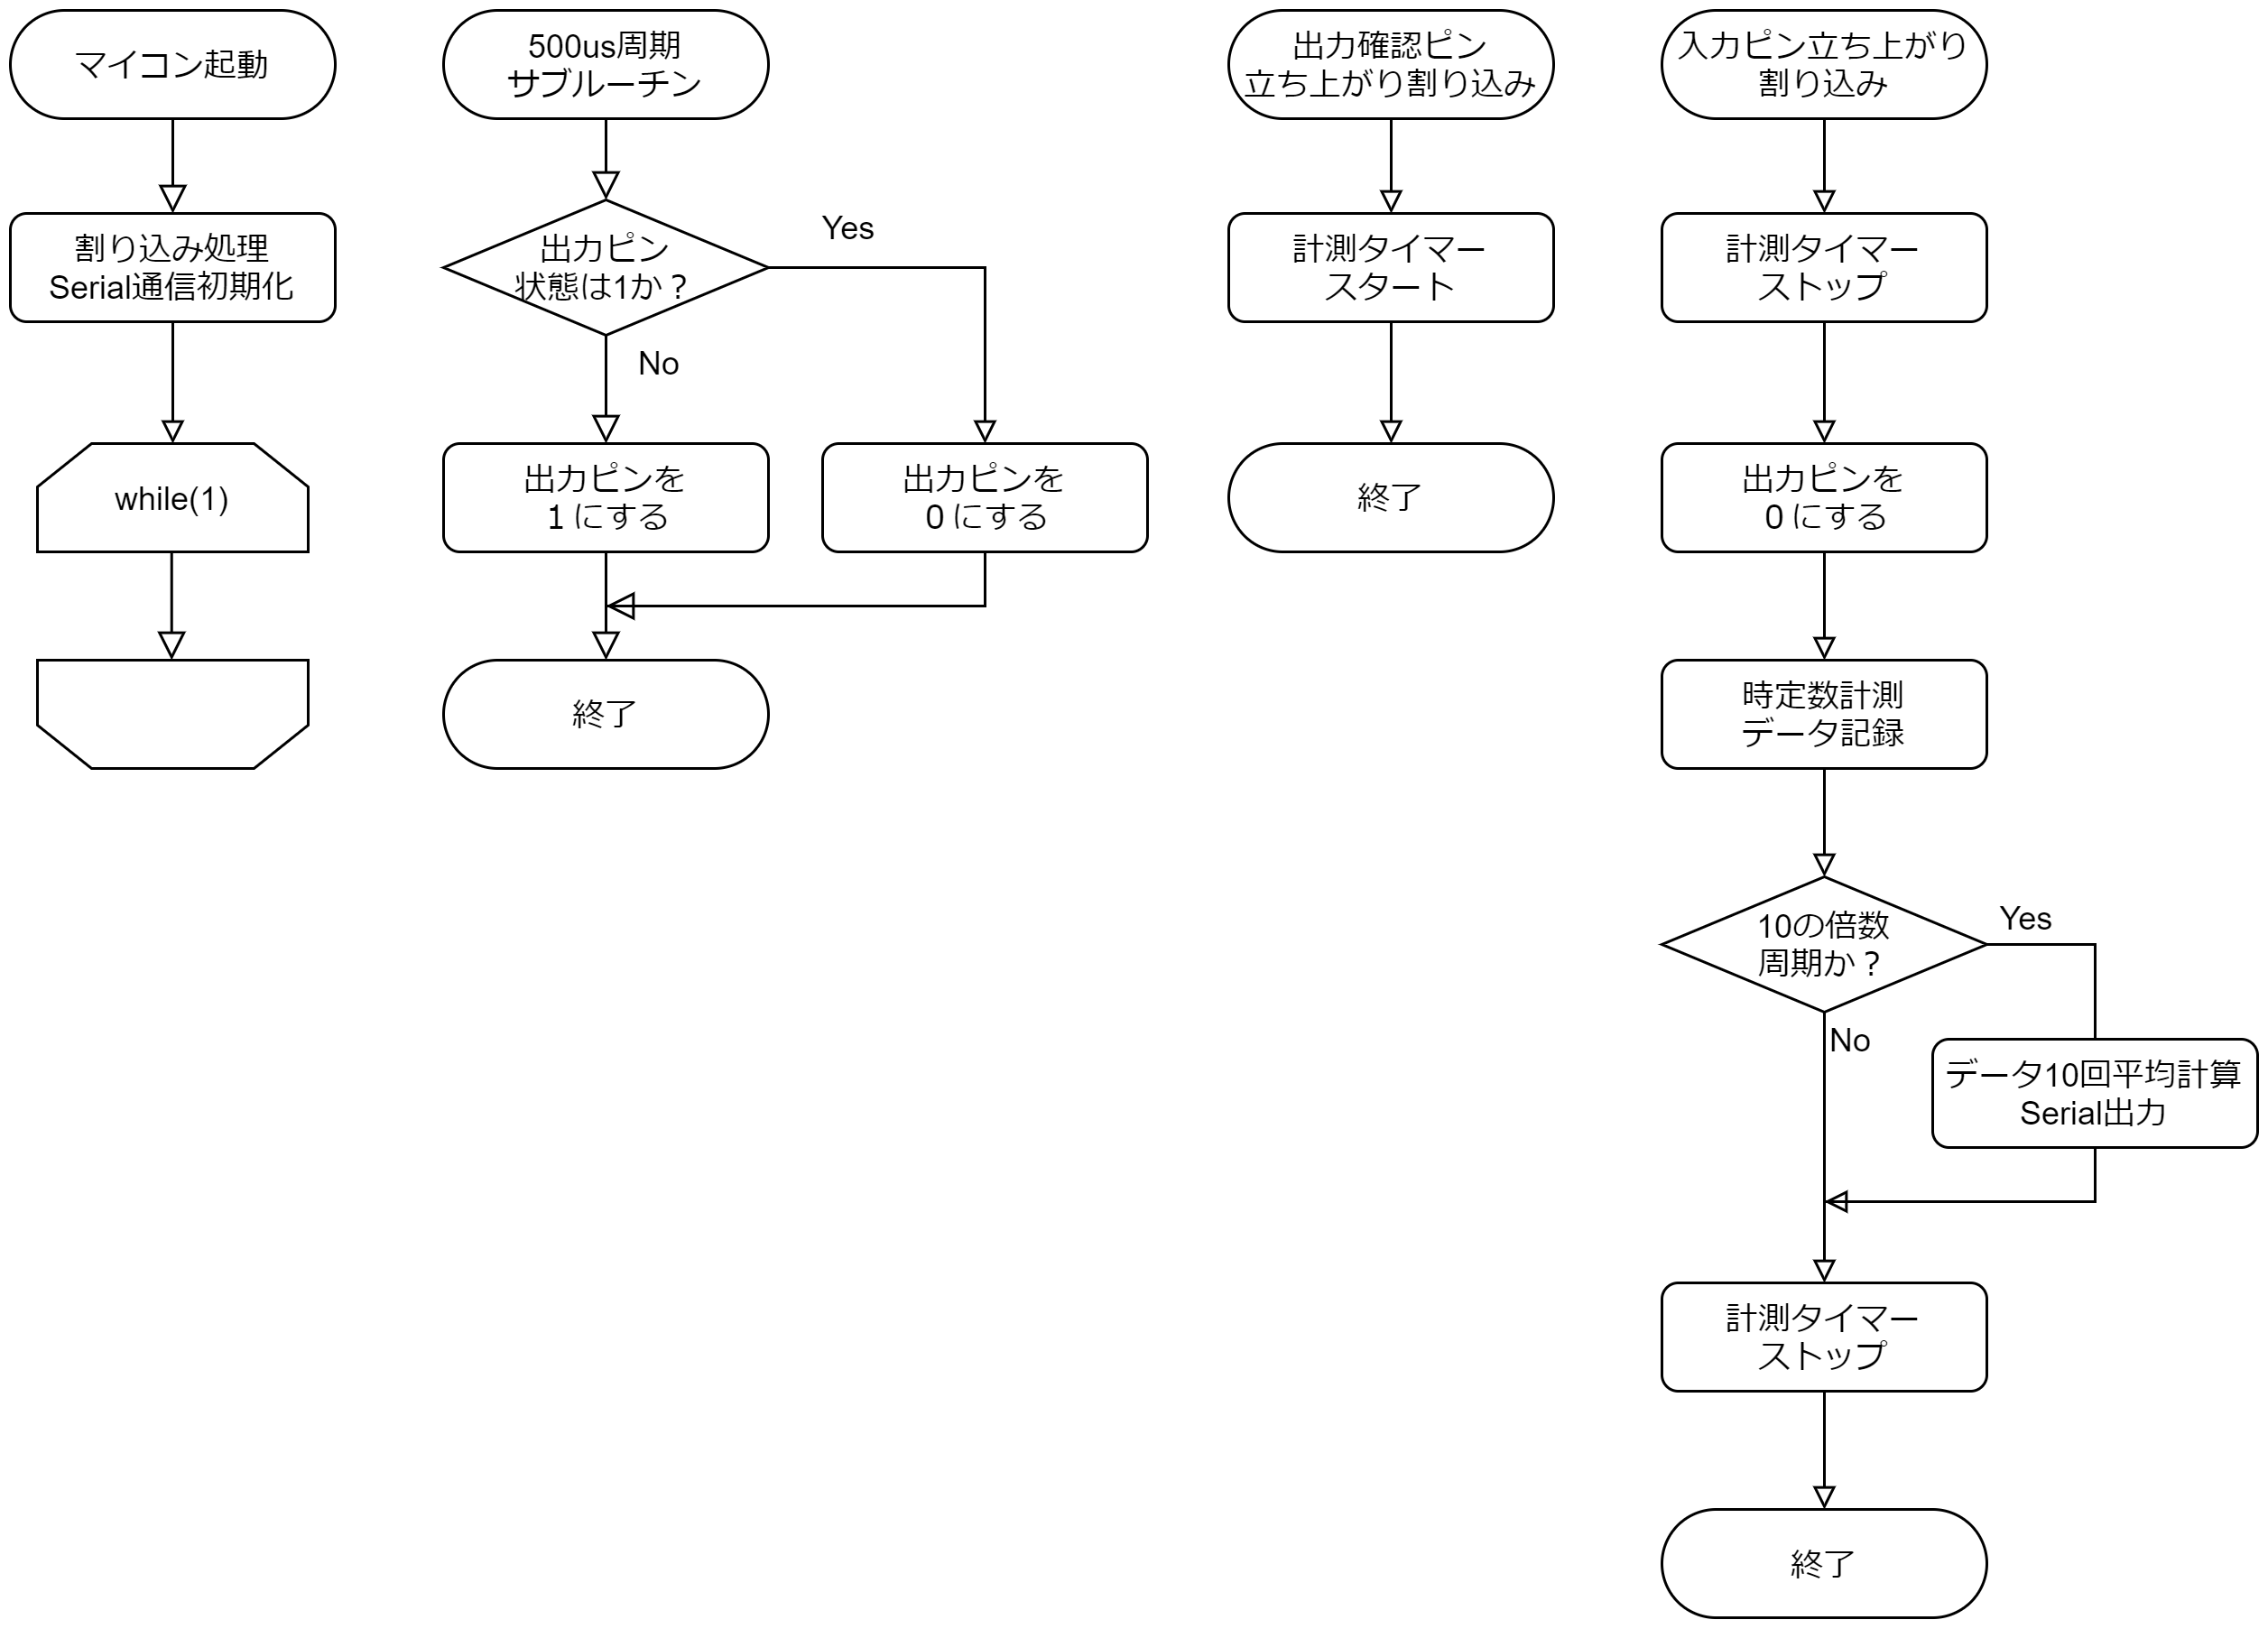 マイコン起動
割り込み処理
Serial通信初期化
while(1)
500us周期
サブルーチン
出力ピン
状態は1か？
Yes
No
出力ピンを
１にする
出力ピンを
０にする
終了
出力確認ピン
立ち上がり割り込み
計測タイマー
スタート
終了
入力ピン立ち上がり
割り込み
計測タイマー
ストップ
出力ピンを
０にする
時定数計測
データ記録
10の倍数
周期か？
Yes
No
データ10回平均計算
Serial出力
計測タイマー
ストップ
終了